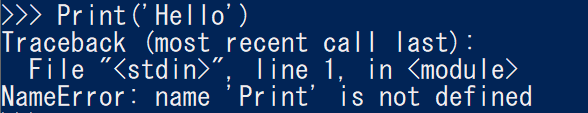 >>> Print('Hello')
Traceback (most recent call last):
  File "<stdin>", line 1, in <module>
NameError: name 'Print' is not defined
>>>